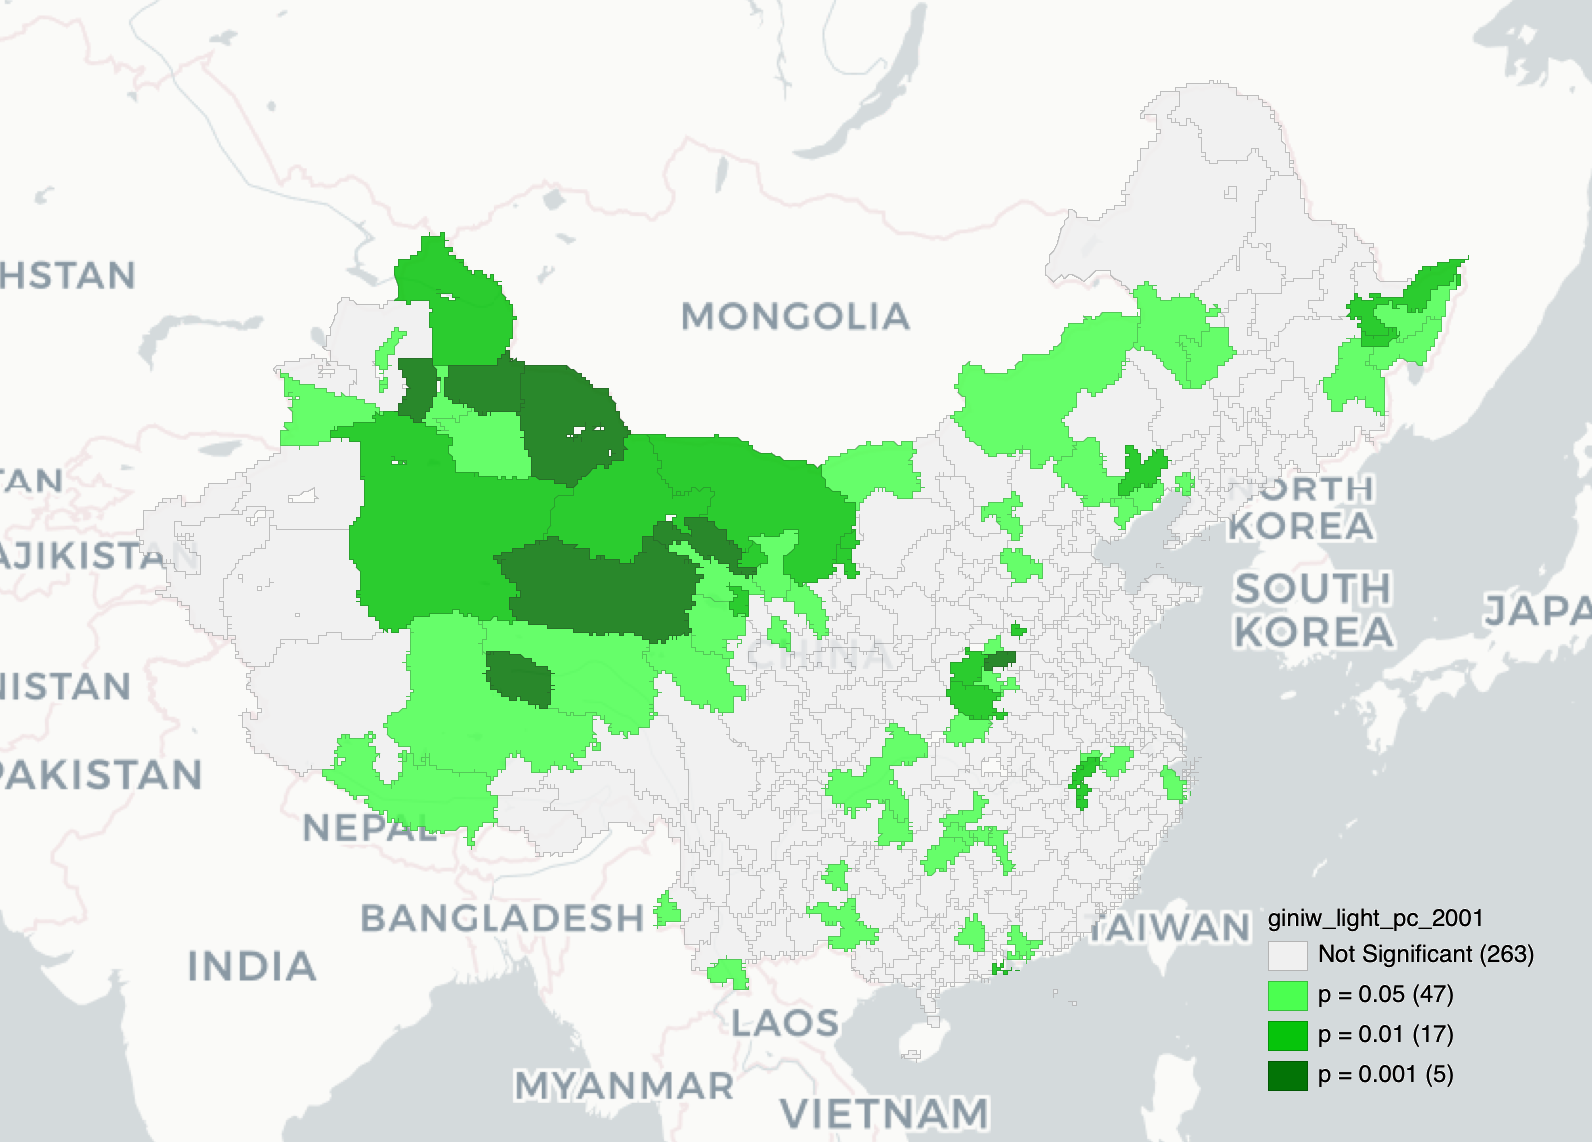 MONGOLIA
HSTAN
TAN
NORTH
KOREA
AJIKISTAN
SOUTH
KOREA
JAPA
CHINA
NISTAN
PAKISTAN
NEPAL
BANGLADESH
TAIWAN
INDIA
LAOS
MYANMAR
VIETNAM
giniw_light_pc_2001
Not Significant (263)
p = 0.05 (47)
p = 0.01 (17)
p = 0.001 (5)